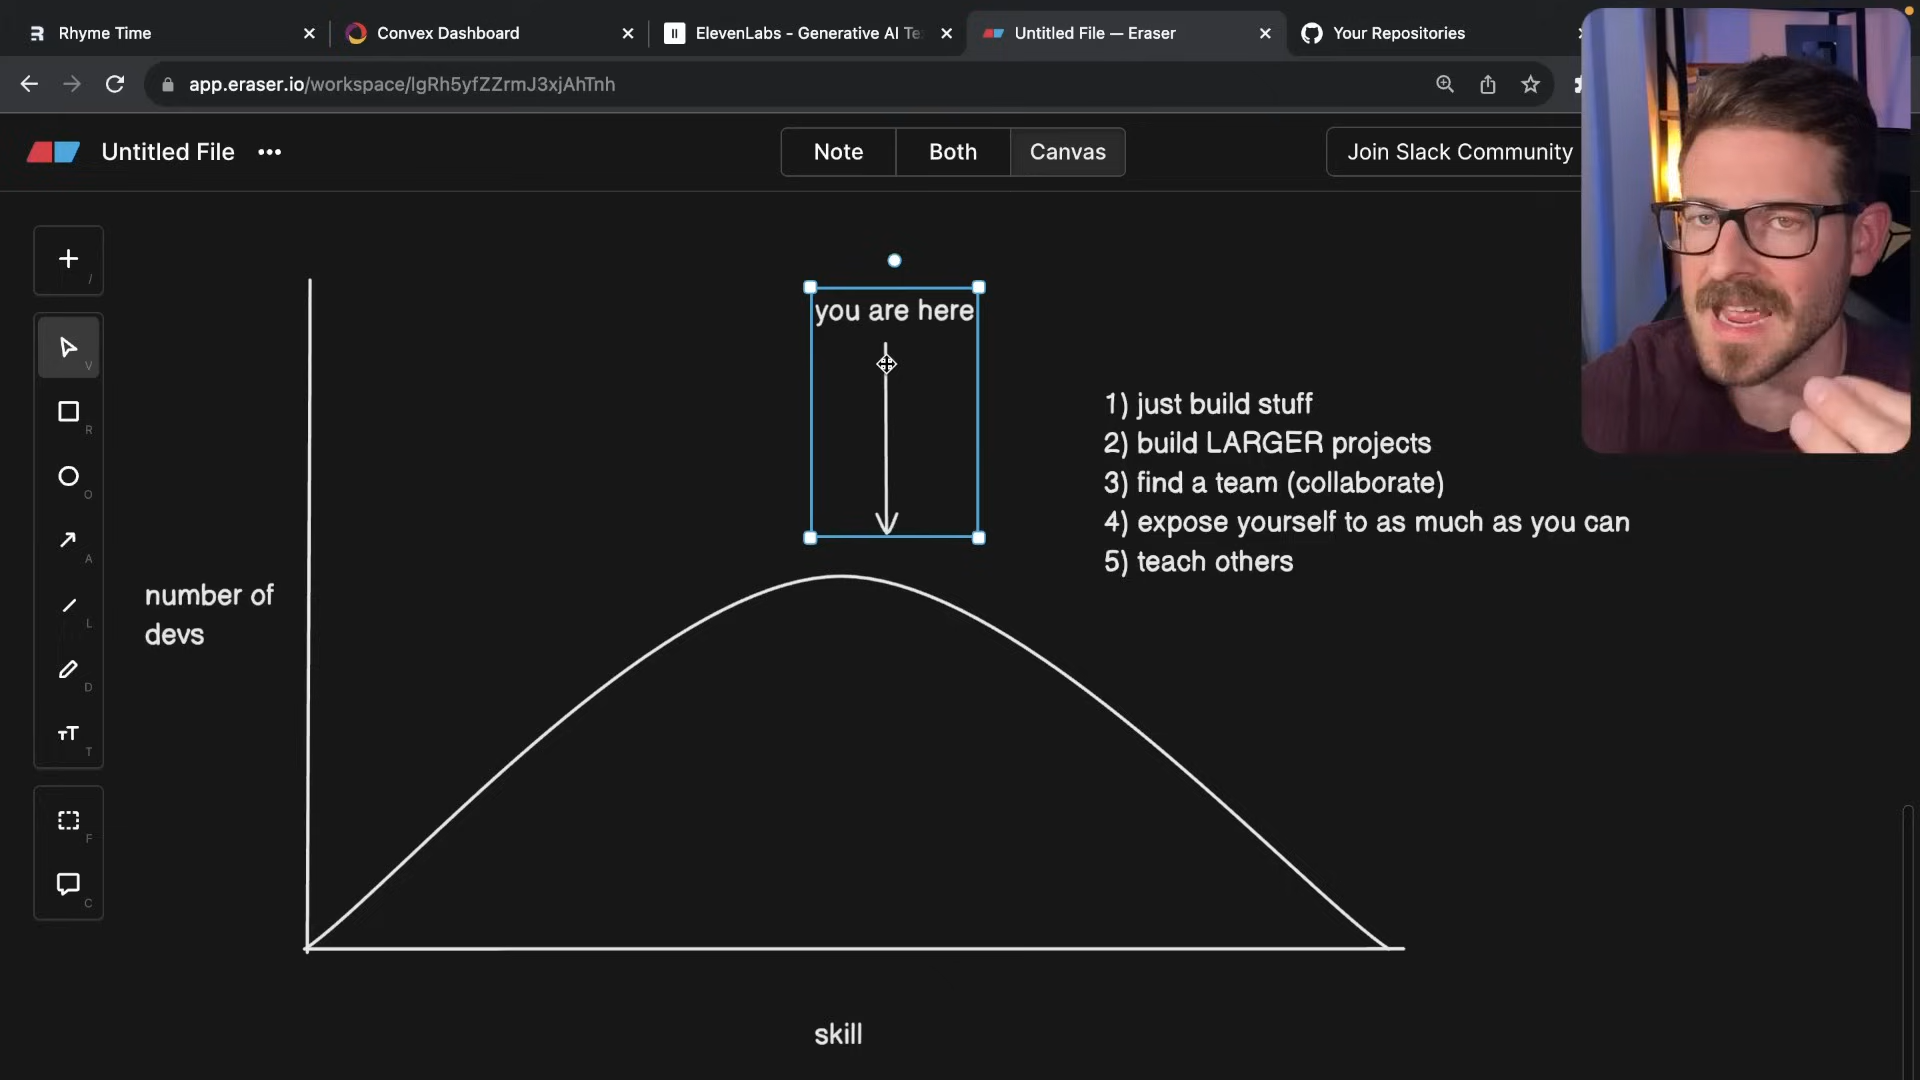 Rhyme Time
Convex Dashboard
ElevenLabs - Generative AI Te
Untitled File — Eraser
Your Repositories
app.eraser.io/workspace/lgRh5yfZZrmJ3xjAhTnh
Untitled File
Note
Both
Canvas
Join Slack Community
/
V
R
O
A
L
D
T
F
C
you are here
1) just build stuff
2) build LARGER projects
3) find a team (collaborate)
4) expose yourself to as much as you can
5) teach others
number of
devs
skill